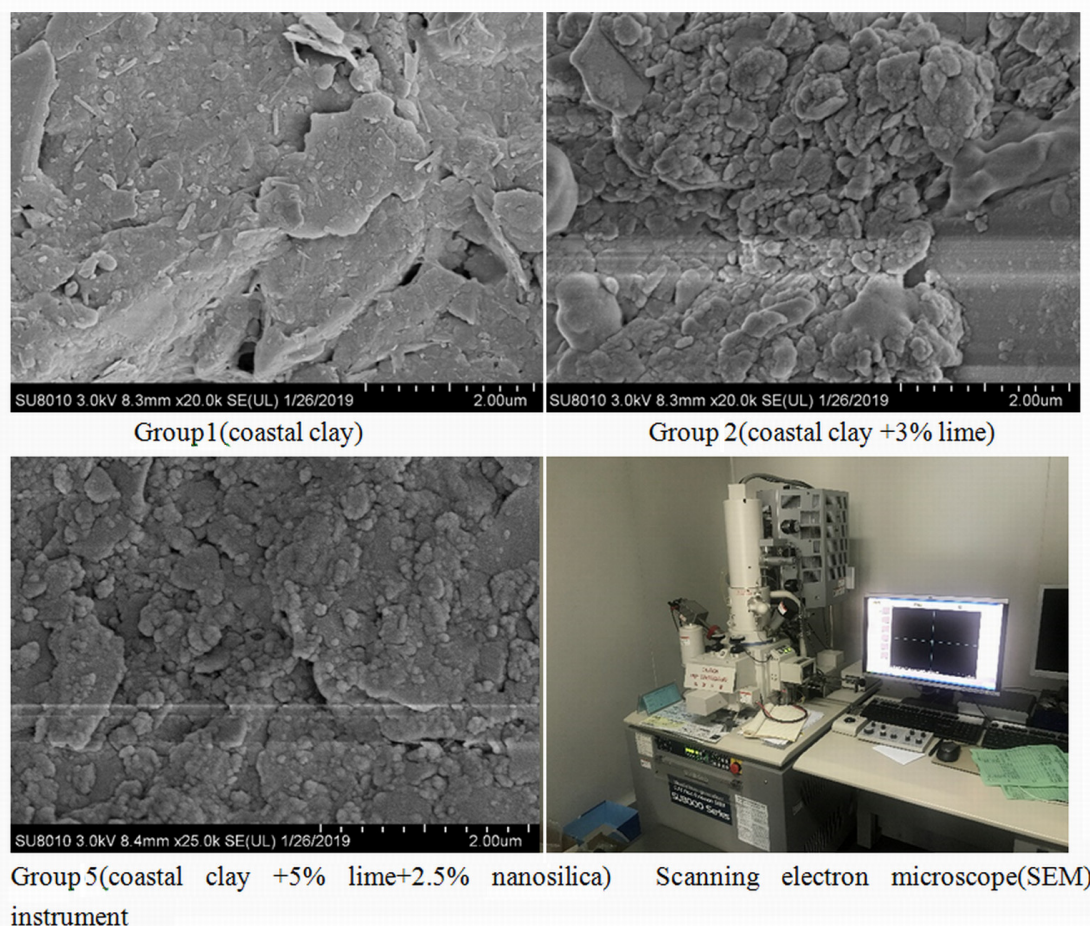 SU8010 3.0kV 8.3mm x20.0k SE(UL) 1/26/2019 2.00um
SU8010 3.0kV 8.3mm x20.0k SE(UL) 1/26/2019 2.00um
Group1(coastal clay)
Group 2(coastal clay +3% lime)
SU8010 3.0kV 8.4mm x25.0k SE(UL) 1/26/2019 2.00um
SU8000 Series
Group 5(coastal clay +5% lime+2.5% nanosilica) Scanning electron microscope(SEM)
instrument